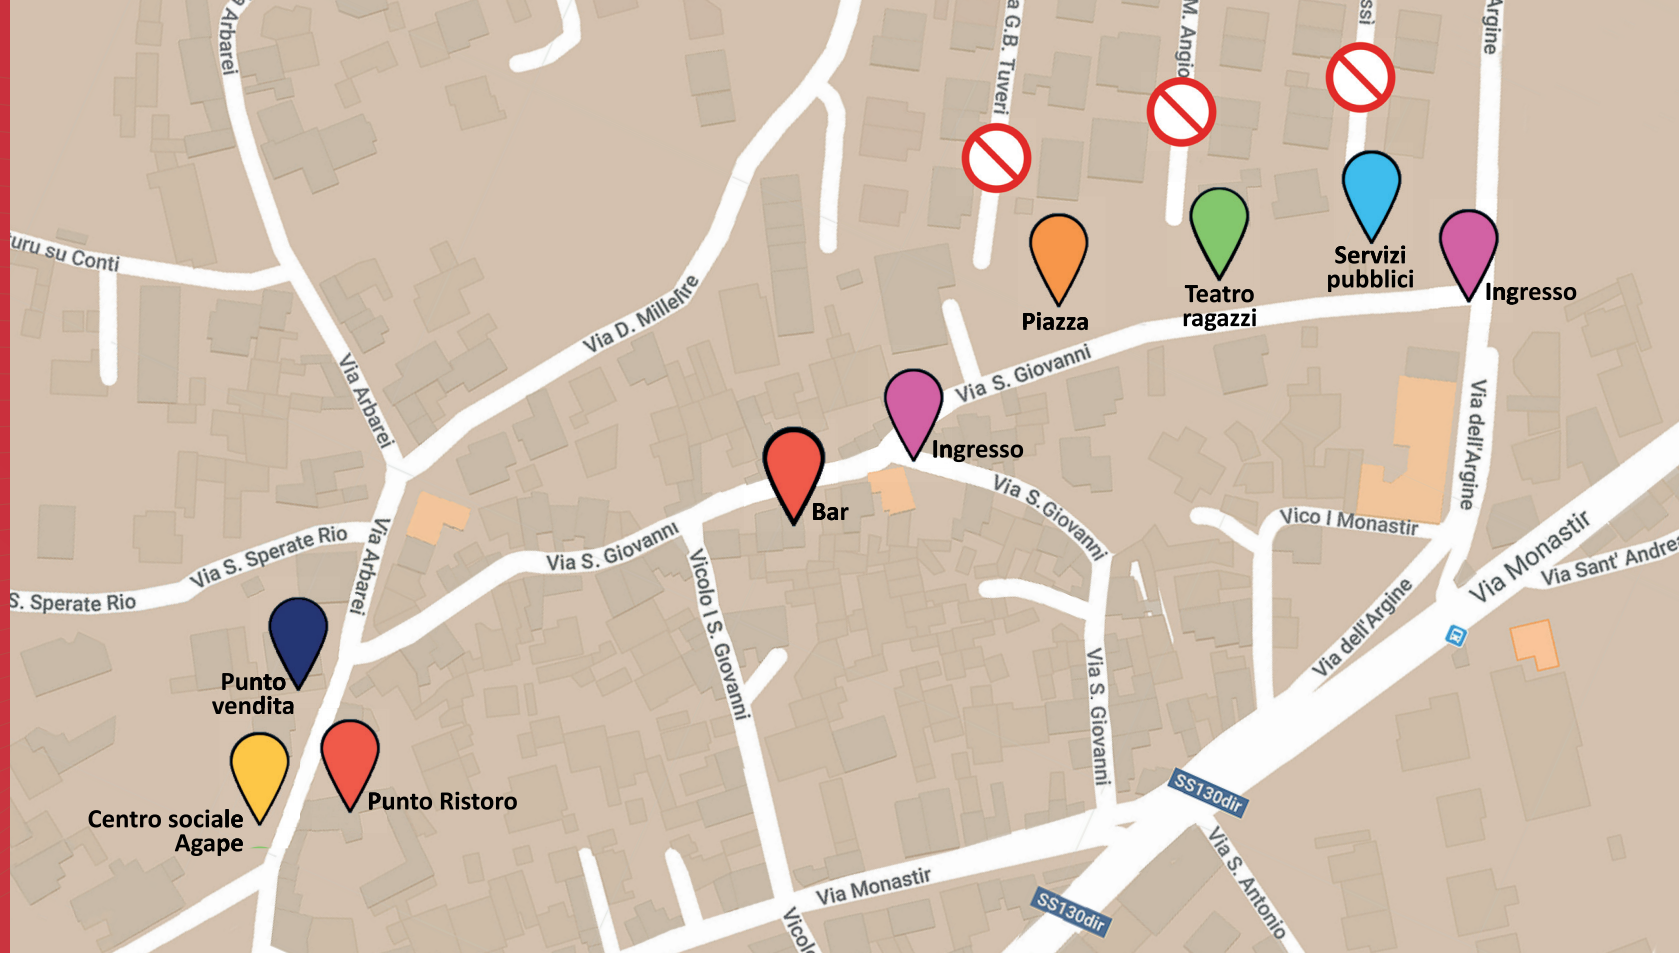 Arbarei
a G.B. Tuveri
M. Angio
ssì
Argine
uru su Conti
Via D. Millelire
Via Arbarei
Piazza
Teatro
ragazzi
Servizi
pubblici
Ingresso
Via S. Giovanni
Ingresso
Bar
Via S.Giovanni
Via dell'Argine
Vico I Monastir
Via Monastir
Via Sant' Andrea
Via S. Sperate Rio
S. Sperate Rio
Via Arbarei
Via S. Giovanni
Vicolo I S. Giovanni
Via S. Giovanni
Via dell'Argine
Punto
vendita
Centro sociale
Agape
Punto Ristoro
SS130dir
Via Monastir
SS130dir
Via S. Antonio
Vicolo